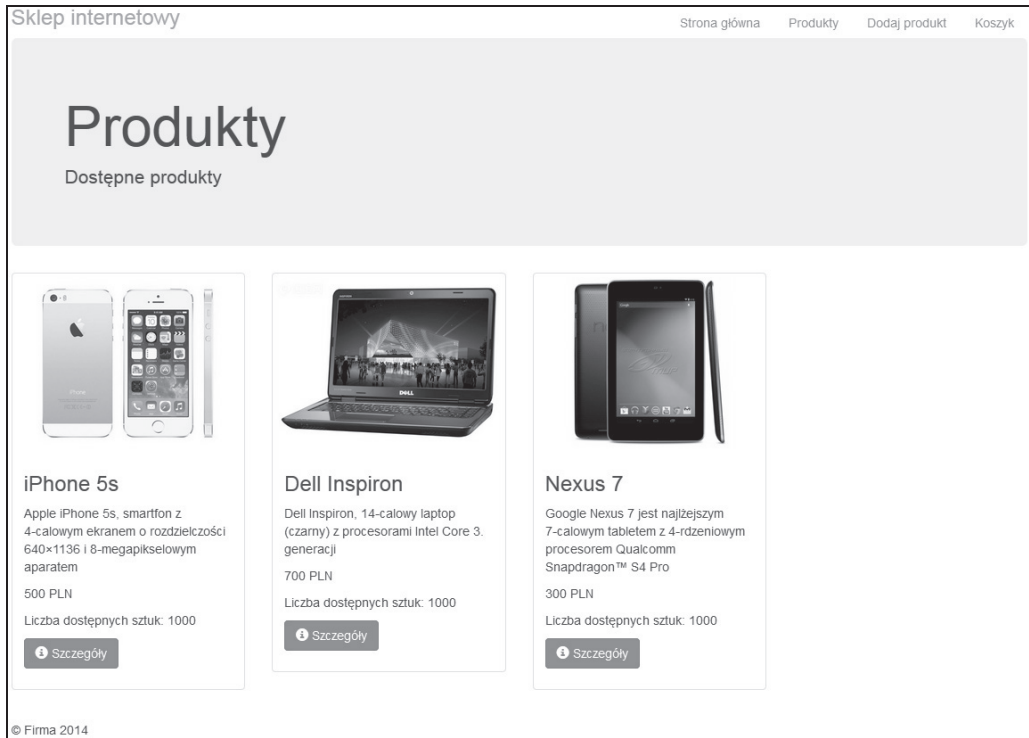 Sklep internetowy
Strona główna Produkty Dodaj produkt Koszyk
Produkty
Dostępne produkty
iPhone
DELL
Google
iPhone 5s
Apple iPhone 5s, smartfon z
4-calowym ekranem o rozdzielczości
640×1136 i 8-megapikselowym
aparatem
500 PLN
Liczba dostępnych sztuk: 1000
Szczegóły
Dell Inspiron
Dell Inspiron, 14-calowy laptop
(czarny) z procesorami Intel Core 3.
generacji
700 PLN
Liczba dostępnych sztuk: 1000
Szczegóły
Nexus 7
Google Nexus 7 jest najlżejszym
7-calowym tabletem z 4-rdzeniowym
procesorem Qualcomm
Snapdragon™ S4 Pro
300 PLN
Liczba dostępnych sztuk: 1000
Szczegóły
© Firma 2014